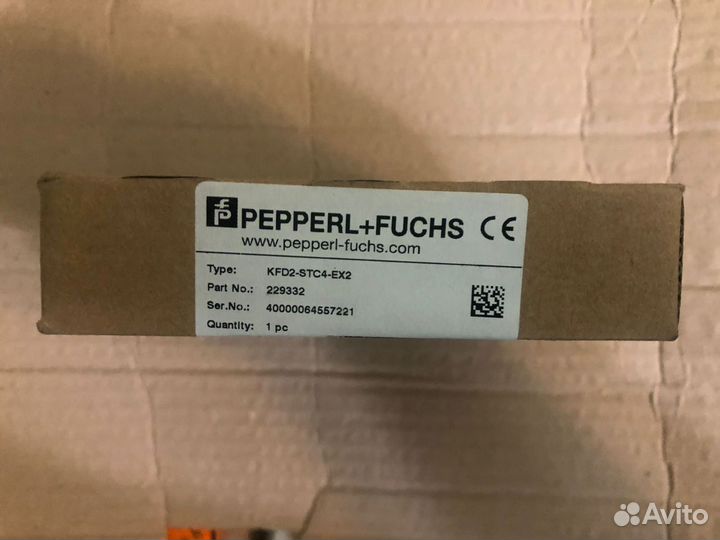 PEPPERL+FUCHS CE
www.pepperl-fuchs.com
Type: KFD2-STC4-EX2
Part No.: 229332
Ser.No.: 40000064557221
Quantity: 1 pc
Avito